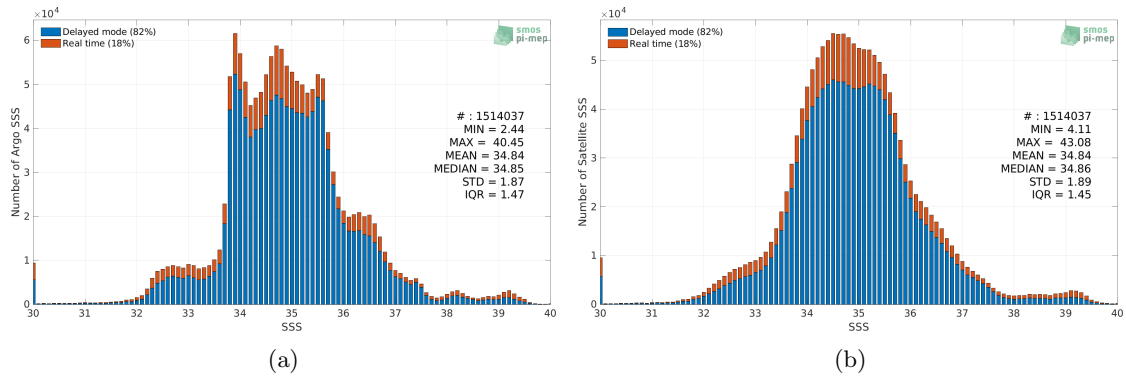 ×10⁴
Delayed mode (82%)
Real time (18%)
smos
pi-mep
# : 1514037
MIN = 2.44
MAX = 40.45
MEAN = 34.84
MEDIAN = 34.85
STD = 1.87
IQR = 1.47
Number of Argo SSS
6
5
4
3
2
1
0
30 31 32 33 34 35 36 37 38 39 40
SSS
(a)
×10⁴
Delayed mode (82%)
Real time (18%)
smos
pi-mep
# : 1514037
MIN = 4.11
MAX = 43.08
MEAN = 34.84
MEDIAN = 34.86
STD = 1.89
IQR = 1.45
Number of Satellite SSS
5
4
3
2
1
0
30 31 32 33 34 35 36 37 38 39 40
SSS
(b)